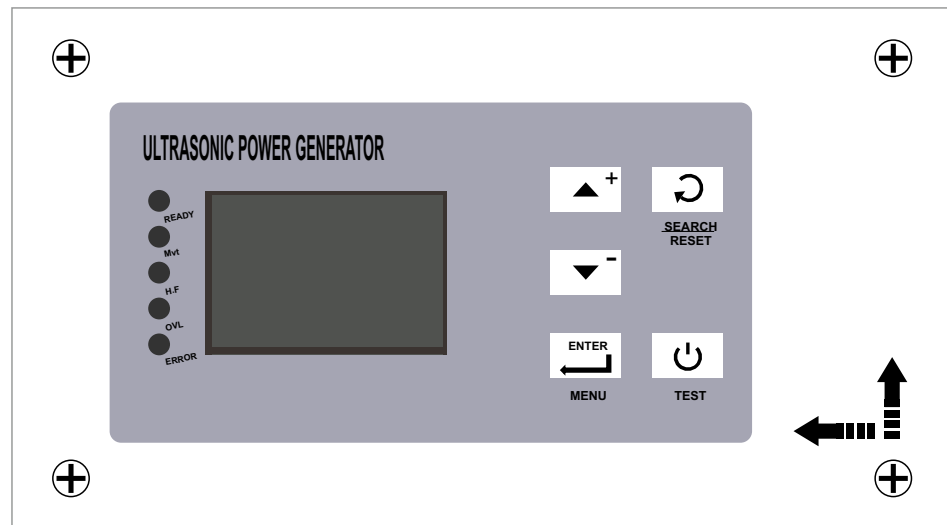 ULTRASONIC POWER GENERATOR
READY
Mvt
H.F
OVL
ERROR
+
-
SEARCH
RESET
ENTER
MENU
TEST